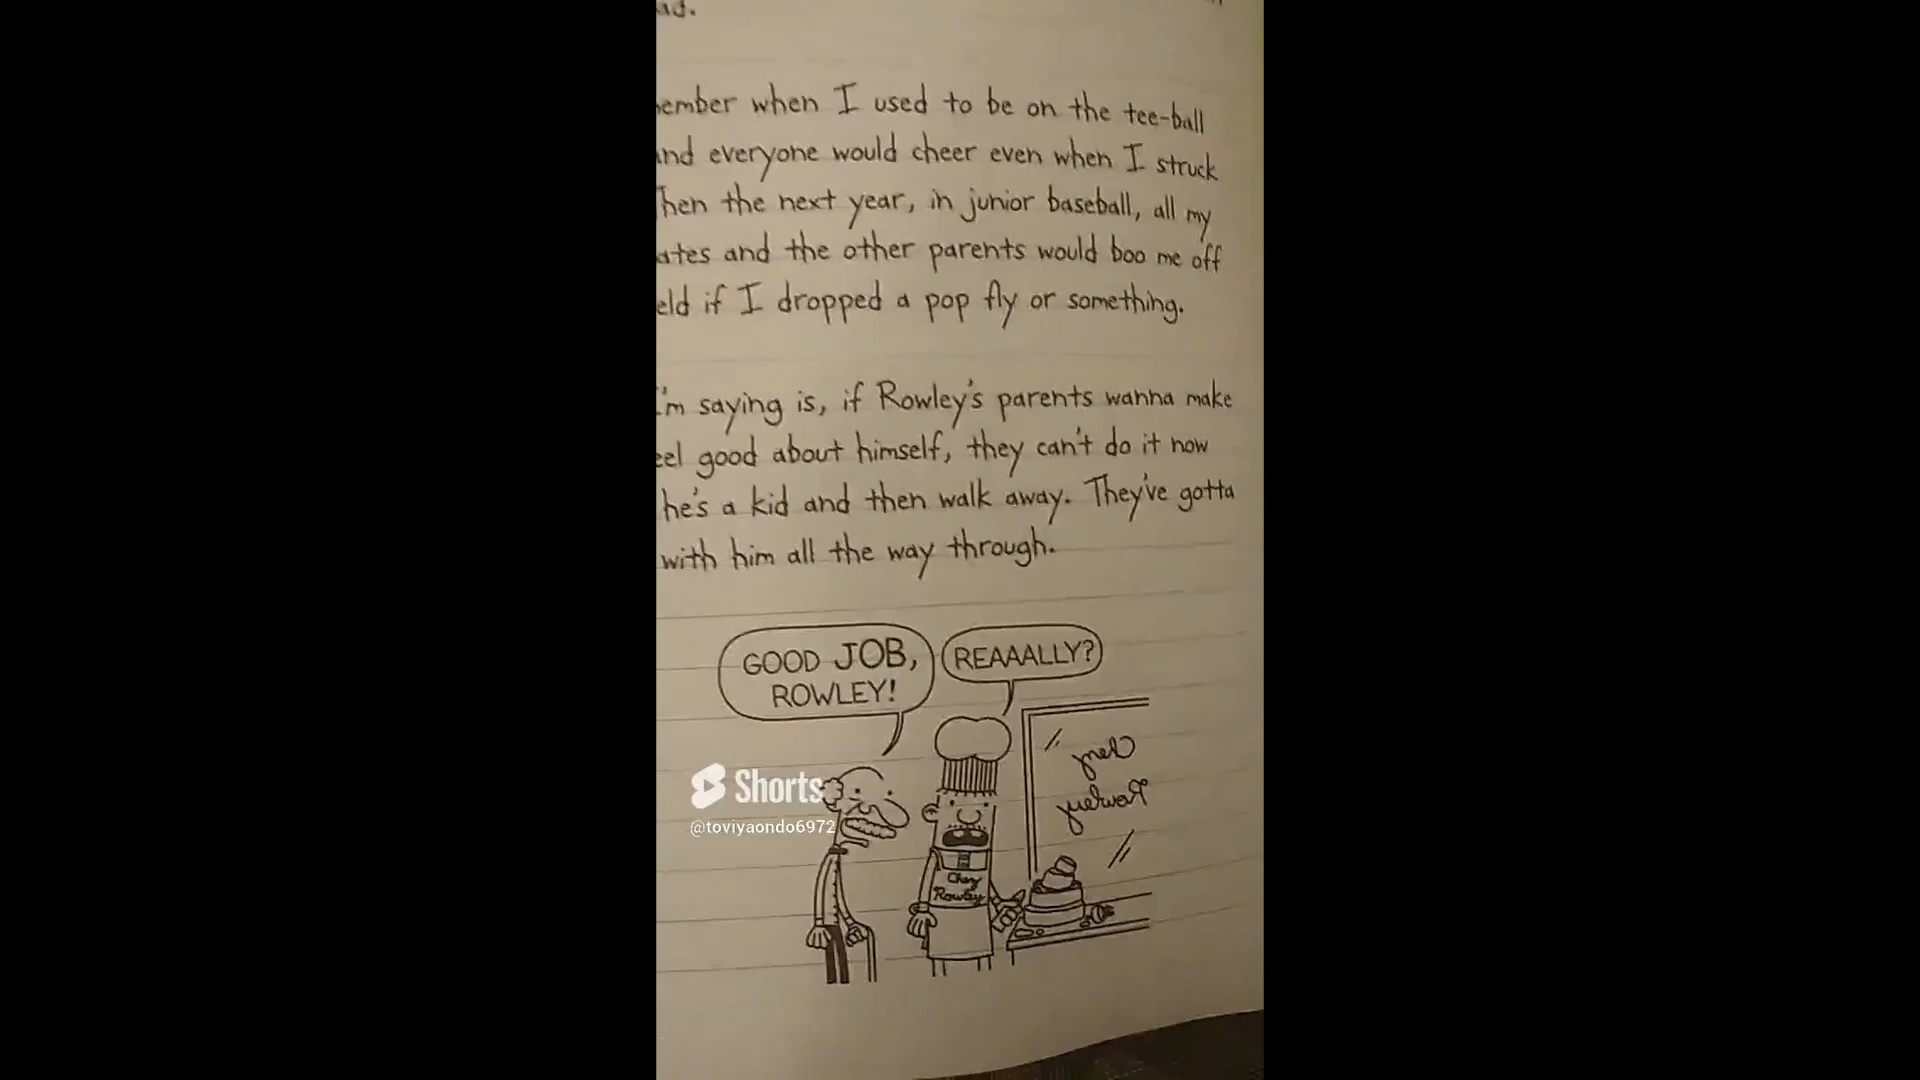 ad.
ember when I used to be on the tee-ball
nd everyone would cheer even when I struck
hen the next year, in junior baseball, all my
ates and the other parents would boo me off
eld if I dropped a pop fly or something.
I'm saying is, if Rowley's parents wanna make
eel good about himself, they can't do it now
he's a kid and then walk away. They've gotta
with him all the way through.
GOOD JOB,
ROWLEY!
REAAALLY?
Chez
Rowley
Chez
Rowley
Shorts
@toviyaondo6972